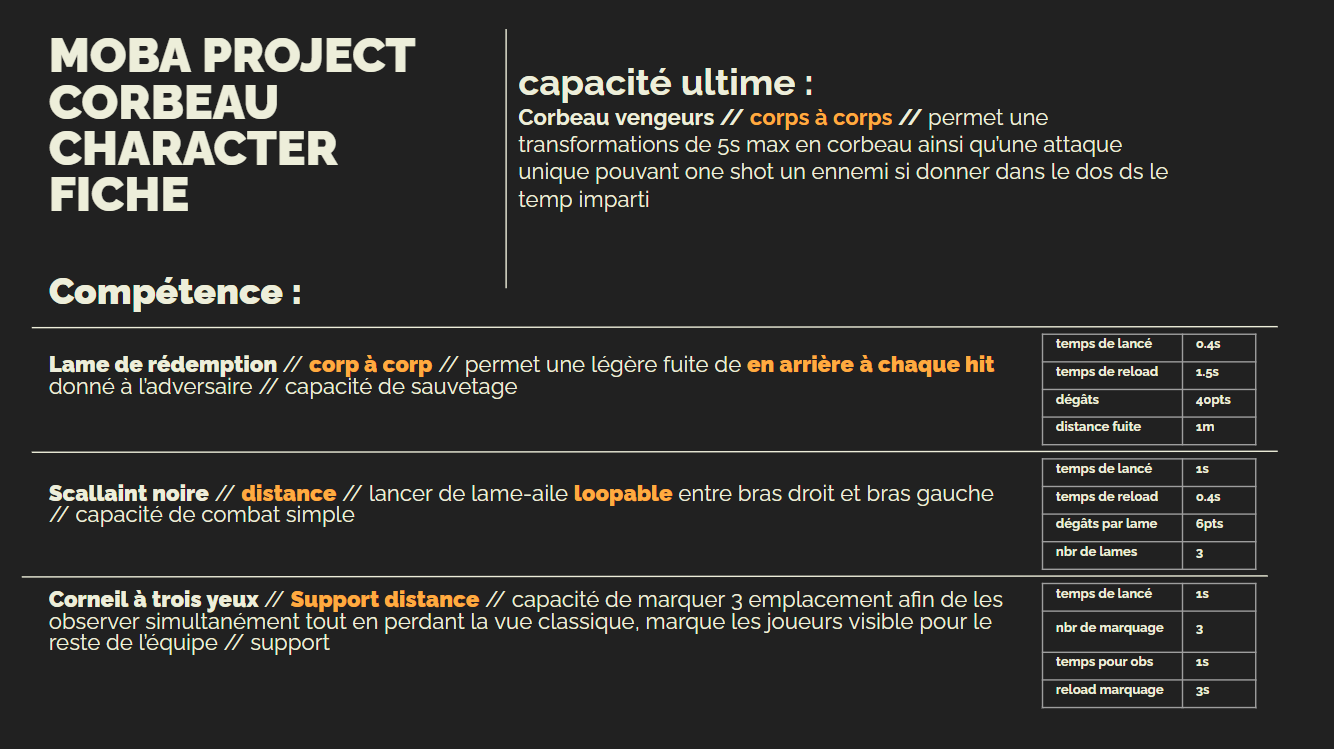 MOBA PROJECT
CORBEAU
CHARACTER
FICHE
capacité ultime :
Corbeau vengeurs // corps à corps // permet une
transformations de 5s max en corbeau ainsi qu'une attaque
unique pouvant one shot un ennemi si donner dans le dos ds le
temp imparti
Compétence :
Lame de rédemption // corp à corp // permet une légère fuite de en arrière à chaque hit
donné à l'adversaire // capacité de sauvetage
temps de lancé 0.4s
temps de reload 1.5s
dégâts 40pts
distance fuite 1m
Scallaint noire // distance // lancer de lame-aile loopable entre bras droit et bras gauche
// capacité de combat simple
temps de lancé 1s
temps de reload 0.4s
dégâts par lame 6pts
nbr de lames 3
Corneil à trois yeux // Support distance // capacité de marquer 3 emplacement afin de les
observer simultanément tout en perdant la vue classique, marque les joueurs visible pour le
reste de l'équipe // support
temps de lancé 1s
nbr de marquage 3
temps pour obs 1s
reload marquage 3s